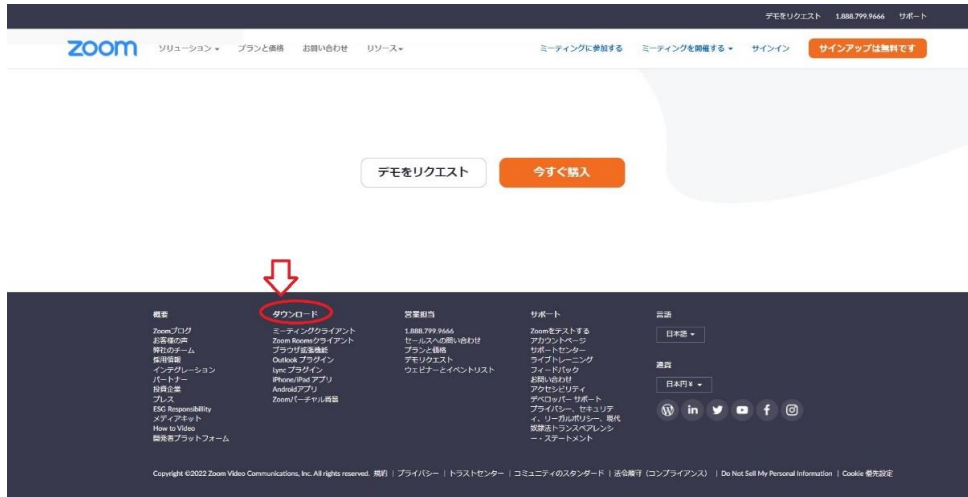 デモをリクエスト 1.888.799.9666 サポート
zoom ソリューション プランと価格 お問い合わせ リソース ミーティングに参加する ミーティングを開催する サインイン サインアップは無料です
デモをリクエスト 今すぐ購入
概要
Zoomブログ
お客様の声
弊社のチーム
採用情報
インテグレーション
パートナー
投資企業
プレス
ESG Responsibility
メディアキット
How to Video
開発者プラットフォーム
ダウンロード
ミーティングクライアント
Zoom Roomsクライアント
ブラウザ拡張機能
Outlook プラグイン
Lync プラグイン
iPhone/iPad アプリ
Androidアプリ
Zoomバーチャル背景
営業担当
1.888.799.9666
セールスへの問い合わせ
プランと価格
デモリクエスト
ウェビナーとイベントリスト
サポート
Zoomをテストする
アカウントページ
サポートセンター
ライブトレーニング
フィードバック
お問い合わせ
アクセシビリティ
デベロッパー サポート
プライバシー、セキュリテ
ィ、リーガルポリシー、現代
奴隷法トランスペアレンシ
ー・ステートメント
言語
日本語
通貨
日本円 ¥
Copyright ©2022 Zoom Video Communications, Inc. All rights reserved. 規約 | プライバシー | トラストセンター | コミュニティのスタンダード | 法令順守（コンプライアンス） | Do Not Sell My Personal Information | Cookie 優先設定